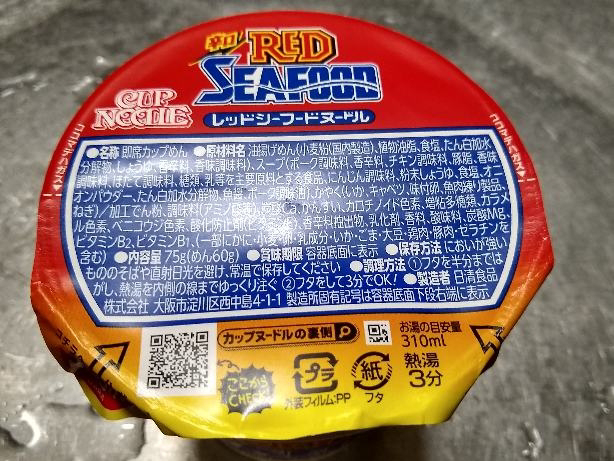 辛 RED
SEAFOOD
CUP
NOODLE
レッドシーフードヌードル
●名称 即席カップめん ●原材料名 油揚げめん(小麦粉(国内製造)、植物油脂、食塩、たん白加水
分解物、しょうゆ、香辛料、香味調味料)、スープ(ポーク調味料、香辛料、チキン調味料、豚脂、香味
調味料、ほたて調味料、糖類、乳等を主要原料とする食品、にんじん調味料、粉末しょうゆ、食塩、オニ
オンパウダー、たん白加水分解物、魚醤、ポーク調味油)、かやく(いか、キャベツ、味付卵、魚肉練り製品、
ねぎ)/加工でん粉、調味料(アミノ酸等)、炭酸Ca、かんすい、カロチノイド色素、増粘多糖類、カラメ
ル色素、ベニコウジ色素、酸化防止剤(ビタミンE)、香辛料抽出物、乳化剤、香料、酸味料、炭酸Mg、
ビタミンB2、ビタミンB1、(一部にかに・小麦・卵・乳成分・いか・ごま・大豆・鶏肉・豚肉・ゼラチンを
含む) ●内容量 75g(めん60g) ●賞味期限 容器底面に表示 ●保存方法 においが強い
もののそばや直射日光を避け、常温で保存してください ●調理方法 ①フタを半分まではが
し、熱湯を内側の線までゆっくり注ぐ ②フタをして3分でOK! ●製造者 日清食品
株式会社 大阪市淀川区西中島4-1-1 製造所固有記号は容器底面下段右端に表示
カップヌードルの裏側
お湯の目安量
310ml
ここから
CHECK
プラ
外装フィルム:PP
紙
フタ
熱湯
3分